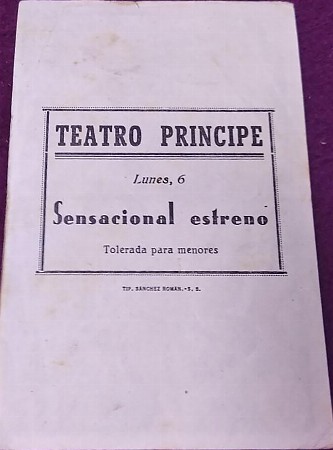 TEATRO PRINCIPE
Lunes, 6
Sensacional estreno
Tolerada para menores
TIP. SÁNCHEZ ROMÁN.-S. S.